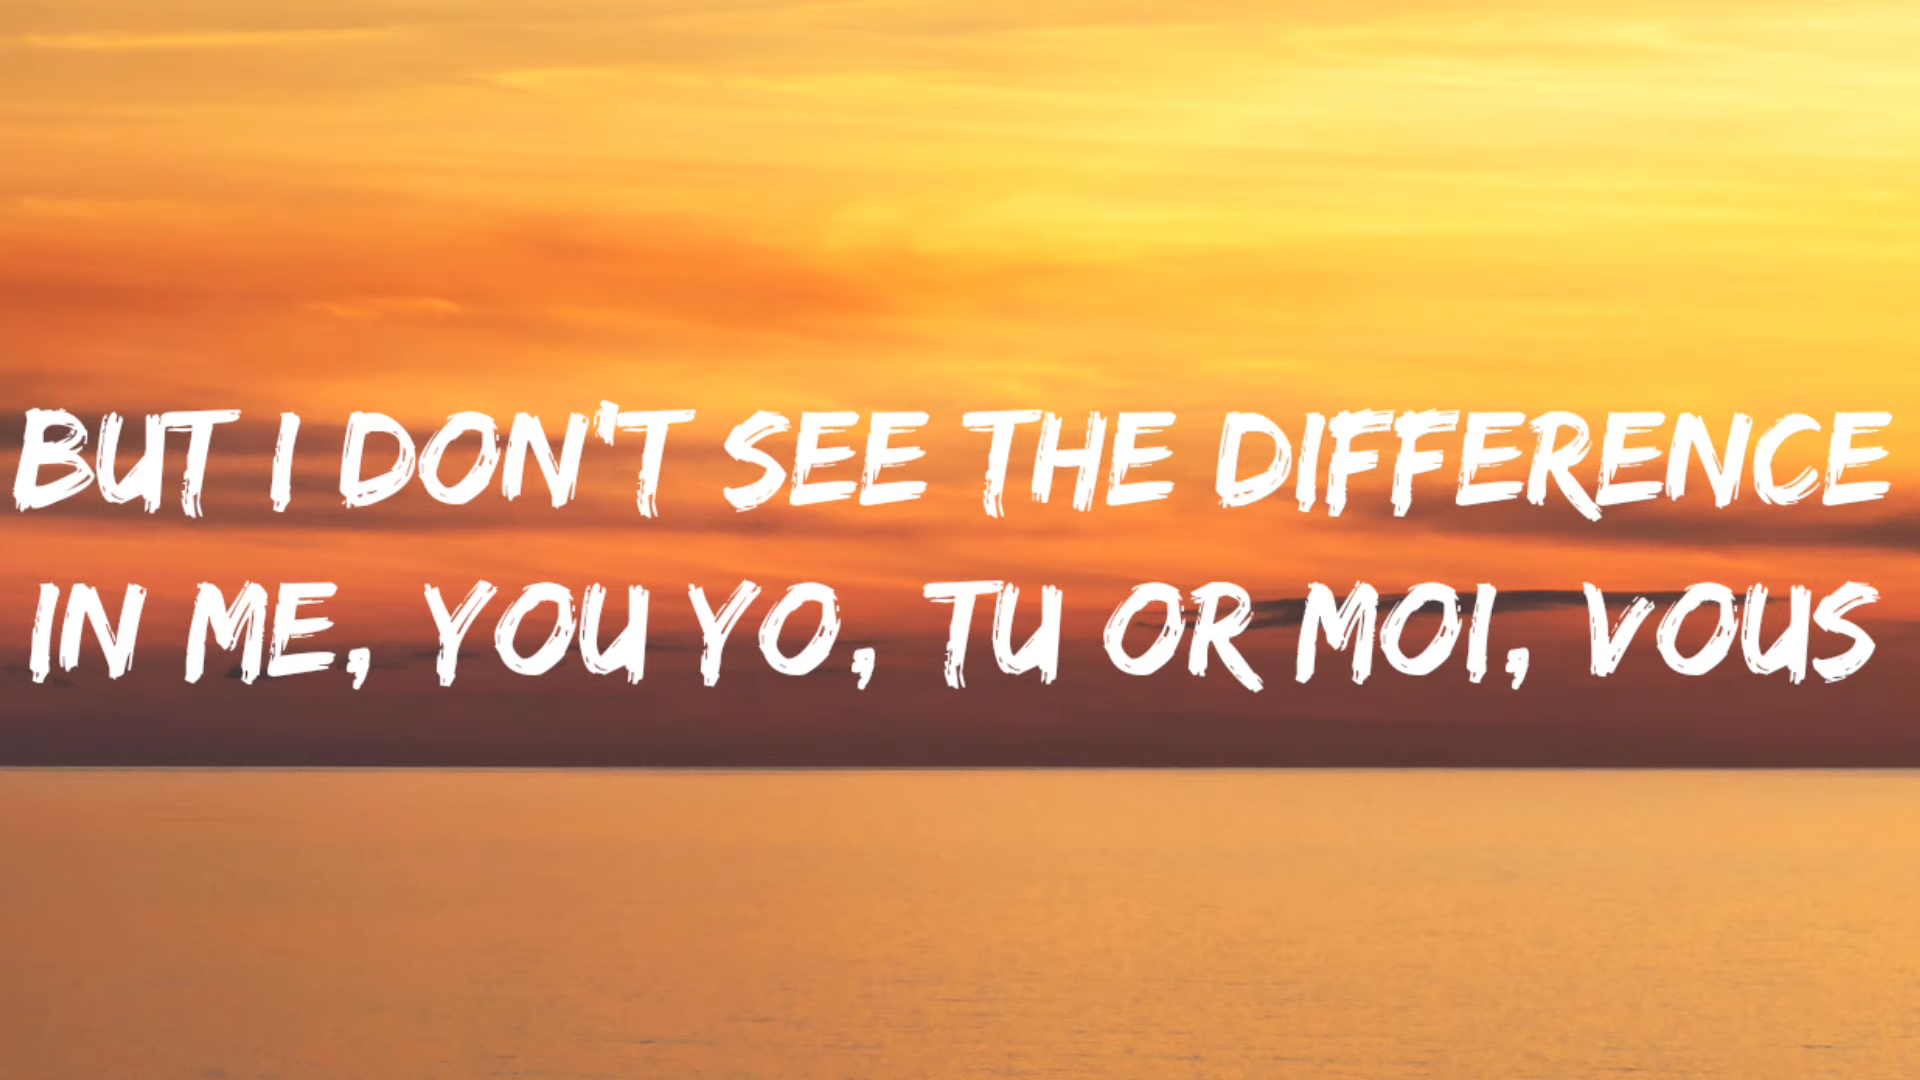 BUT I DON'T SEE THE DIFFERENCE
IN ME, YOU YO, TU OR MOI, VOUS